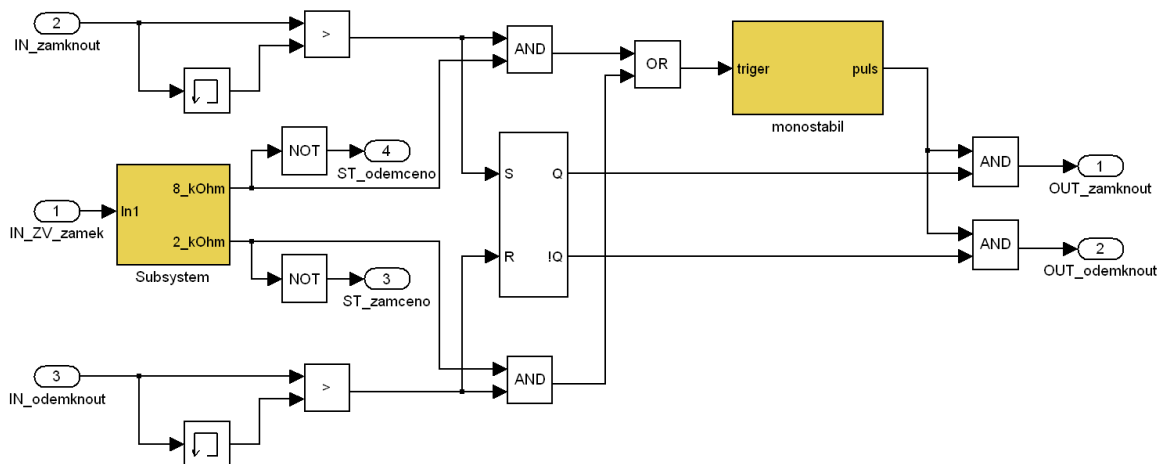 2
IN_zamknout
>
AND
OR
triger
puls
monostabil
NOT
4
ST_odemceno
S
Q
AND
1
OUT_zamknout
8_kOhm
1
In1
IN_ZV_zamek
2_kOhm
Subsystem
NOT
3
ST_zamceno
R
!Q
AND
2
OUT_odemknout
3
IN_odemknout
>
AND